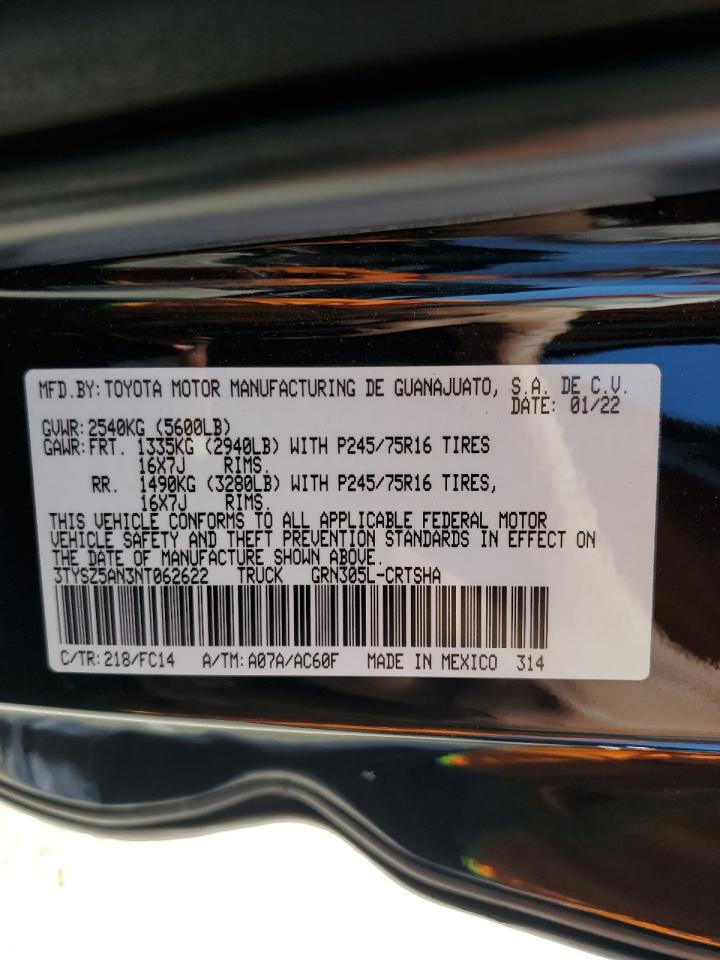 MFD.BY: TOYOTA MOTOR MANUFACTURING DE GUANAJUATO, S.A. DE C.V.
DATE: 01/22
GVWR: 2540KG (5600LB)
GAWR: FRT. 1335KG (2940LB) WITH P245/75R16 TIRES
16X7J RIMS.
RR. 1490KG (3280LB) WITH P245/75R16 TIRES,
16X7J RIMS.
THIS VEHICLE CONFORMS TO ALL APPLICABLE FEDERAL MOTOR
VEHICLE SAFETY AND THEFT PREVENTION STANDARDS IN EFFECT ON
THE DATE OF MANUFACTURE SHOWN ABOVE.
3TYSZ5AN3NT062622 TRUCK GRN305L-CRTSHA
C/TR: 218/FC14 A/TM: A07A/AC60F MADE IN MEXICO 314